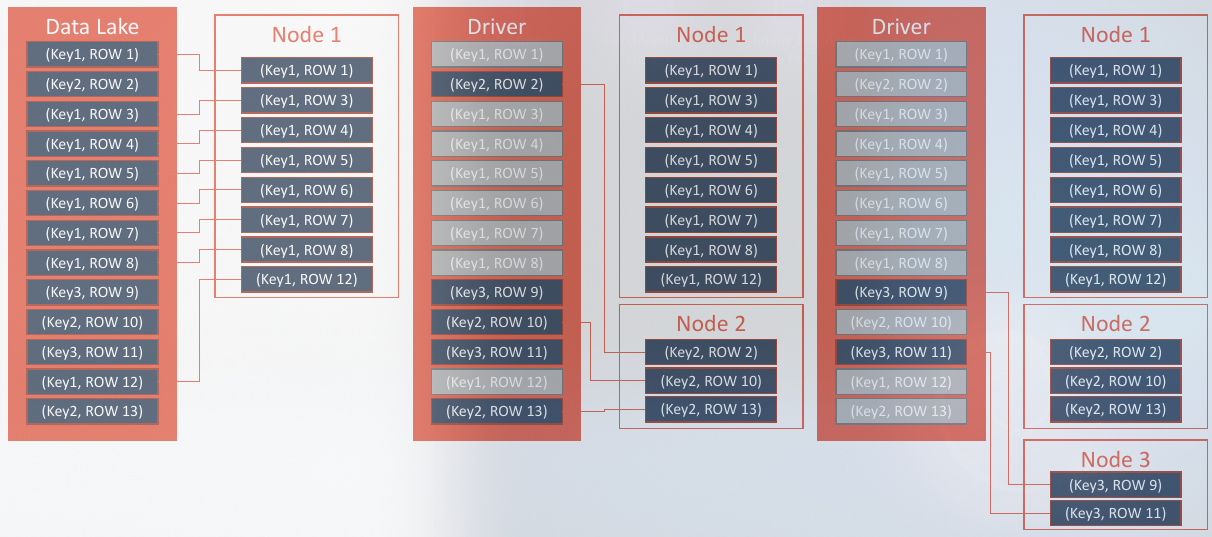 Data Lake
(Key1, ROW 1)
(Key2, ROW 2)
(Key1, ROW 3)
(Key1, ROW 4)
(Key1, ROW 5)
(Key1, ROW 6)
(Key1, ROW 7)
(Key1, ROW 8)
(Key3, ROW 9)
(Key2, ROW 10)
(Key3, ROW 11)
(Key1, ROW 12)
(Key2, ROW 13)
Node 1
(Key1, ROW 1)
(Key1, ROW 3)
(Key1, ROW 4)
(Key1, ROW 5)
(Key1, ROW 6)
(Key1, ROW 7)
(Key1, ROW 8)
(Key1, ROW 12)
Driver
(Key1, ROW 1)
(Key2, ROW 2)
(Key1, ROW 3)
(Key1, ROW 4)
(Key1, ROW 5)
(Key1, ROW 6)
(Key1, ROW 7)
(Key1, ROW 8)
(Key3, ROW 9)
(Key2, ROW 10)
(Key3, ROW 11)
(Key1, ROW 12)
(Key2, ROW 13)
Node 1
(Key1, ROW 1)
(Key1, ROW 3)
(Key1, ROW 4)
(Key1, ROW 5)
(Key1, ROW 6)
(Key1, ROW 7)
(Key1, ROW 8)
(Key1, ROW 12)
Node 2
(Key2, ROW 2)
(Key2, ROW 10)
(Key2, ROW 13)
Driver
(Key1, ROW 1)
(Key2, ROW 2)
(Key1, ROW 3)
(Key1, ROW 4)
(Key1, ROW 5)
(Key1, ROW 6)
(Key1, ROW 7)
(Key1, ROW 8)
(Key3, ROW 9)
(Key2, ROW 10)
(Key3, ROW 11)
(Key1, ROW 12)
(Key2, ROW 13)
Node 1
(Key1, ROW 1)
(Key1, ROW 3)
(Key1, ROW 4)
(Key1, ROW 5)
(Key1, ROW 6)
(Key1, ROW 7)
(Key1, ROW 8)
(Key1, ROW 12)
Node 2
(Key2, ROW 2)
(Key2, ROW 10)
(Key2, ROW 13)
Node 3
(Key3, ROW 9)
(Key3, ROW 11)